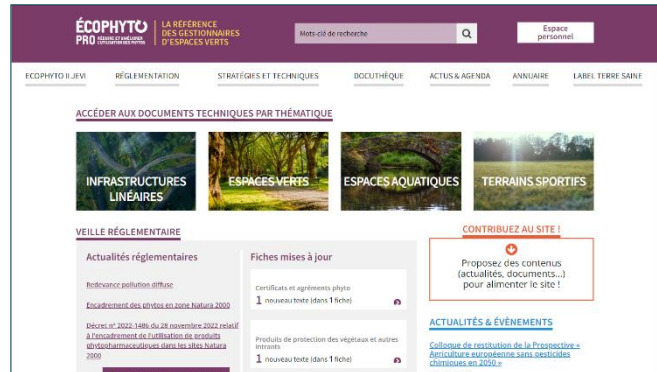 ÉCOPHYTO
PRO RÉDUIRE ET AMÉLIORER
L'UTILISATION DES PHYTOS
LA RÉFÉRENCE
DES GESTIONNAIRES
D'ESPACES VERTS
Mots-clé de recherche
Espace
personnel
ECOPHYTO II JEVI
RÉGLEMENTATION
STRATÉGIES ET TECHNIQUES
DOCUTHÈQUE
ACTUS & AGENDA
ANNUAIRE
LABEL TERRE SAINE
ACCÉDER AUX DOCUMENTS TECHNIQUES PAR THÉMATIQUE
INFRASTRUCTURES
LINÉAIRES
ESPACES VERTS
ESPACES AQUATIQUES
TERRAINS SPORTIFS
VEILLE RÉGLEMENTAIRE
Actualités réglementaires
Redevance pollution diffuse
Encadrement des phytos en zone Natura 2000
Décret n° 2022-1486 du 28 novembre 2022 relatif
à l'encadrement de l'utilisation de produits
phytopharmaceutiques dans les sites Natura
2000
Fiches mises à jour
Certificats et agréments phyto
1 nouveau texte (dans 1 fiche)
Produits de protection des végétaux et autres
intrants
1 nouveau texte (dans 1 fiche)
CONTRIBUEZ AU SITE !
Proposez des contenus
(actualités, documents...)
pour alimenter le site !
ACTUALITÉS & ÉVÈNEMENTS
Colloque de restitution de la Prospective «
Agriculture européenne sans pesticides
chimiques en 2050 »